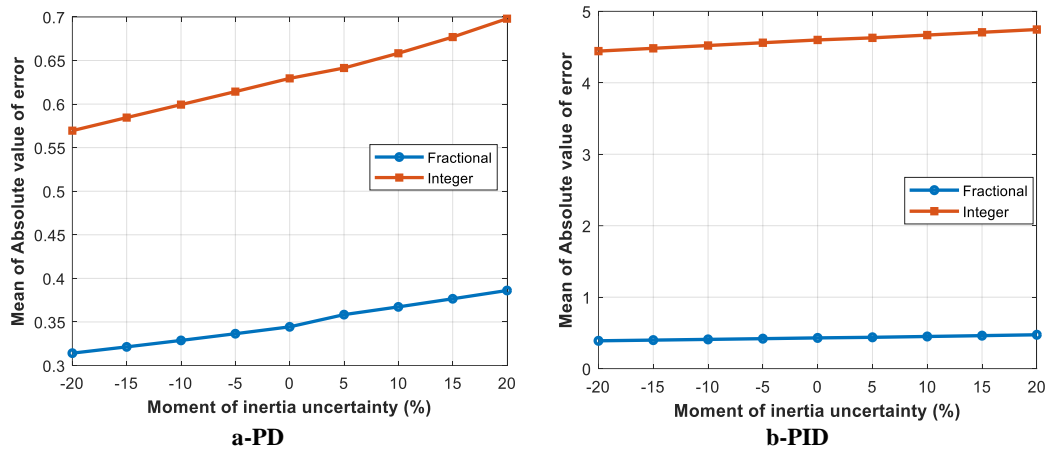 Mean of Absolute value of error
0.7
0.65
0.6
0.55
0.5
0.45
0.4
0.35
0.3
-20 -15 -10 -5 0 5 10 15 20
Moment of inertia uncertainty (%)
Fractional
Integer
a-PD
Mean of Absolute value of error
5
4
3
2
1
0
-20 -15 -10 -5 0 5 10 15 20
Moment of inertia uncertainty (%)
Fractional
Integer
b-PID